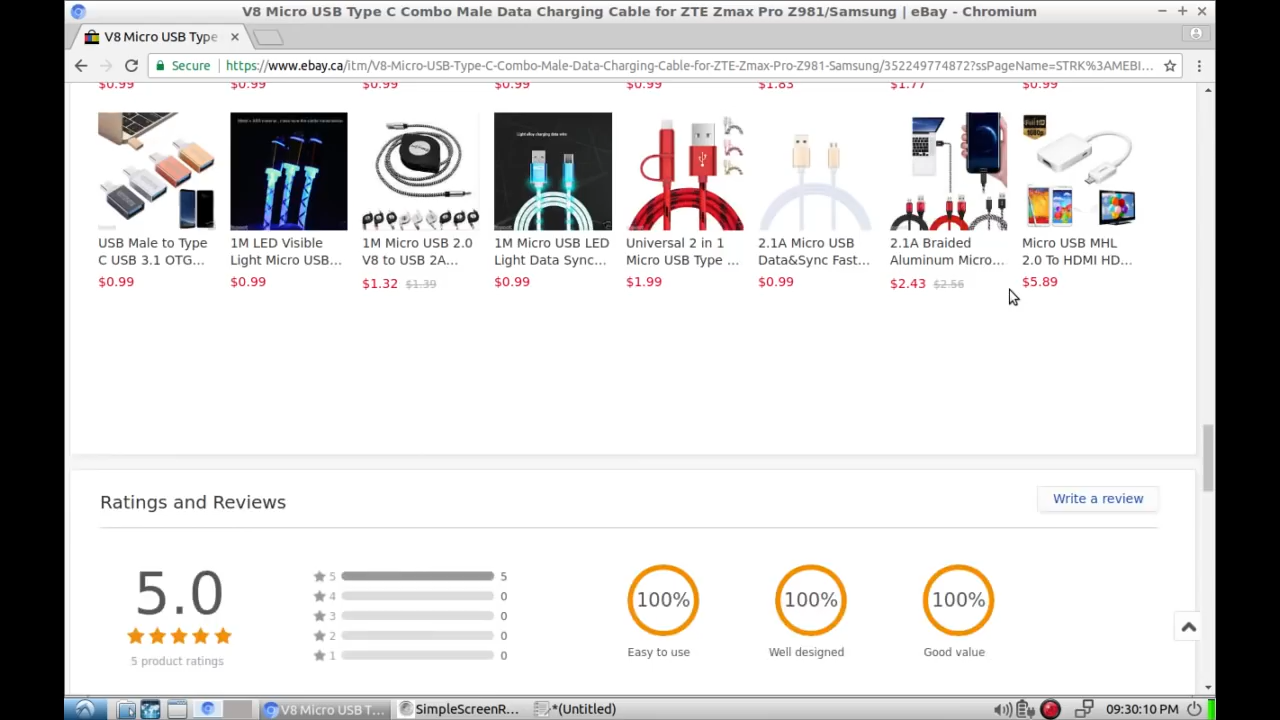 V8 Micro USB Type C Combo Male Data Charging Cable for ZTE Zmax Pro Z981/Samsung | eBay - Chromium
V8 Micro USB Type
Secure
https://www.ebay.ca/itm/V8-Micro-USB-Type-C-Combo-Male-Data-Charging-Cable-for-ZTE-Zmax-Pro-Z981-Samsung/352249774872?ssPageName=STRK%3AMEBI...
$0.99 $0.99 $0.99 $0.99 $0.99 $1.83 $1.77 $0.99
USB Male to Type
C USB 3.1 OTG...
$0.99
1M LED Visible
Light Micro USB...
$0.99
1M Micro USB 2.0
V8 to USB 2A...
$1.32 $1.39
1M Micro USB LED
Light Data Sync...
$0.99
Universal 2 in 1
Micro USB Type ...
$1.99
2.1A Micro USB
Data&Sync Fast...
$0.99
2.1A Braided
Aluminum Micro...
$2.43 $2.56
Micro USB MHL
2.0 To HDMI HD...
$5.89
Ratings and Reviews
Write a review
5.0
5 product ratings
5 5
4 0
3 0
2 0
1 0
100%
Easy to use
100%
Well designed
100%
Good value
V8 Micro USB T...
SimpleScreenR...
*(Untitled)
09:30:10 PM